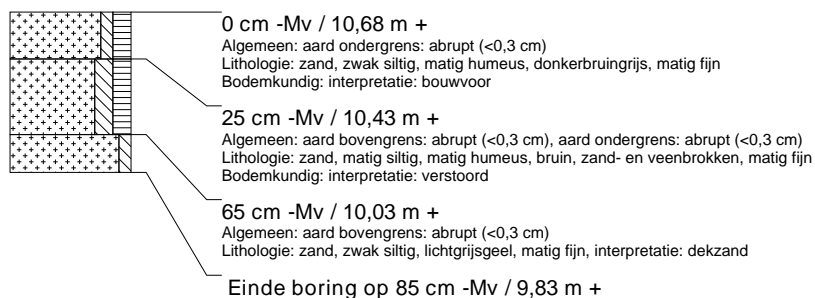 0 cm -Mv / 10,68 m +
Algemeen: aard ondergrens: abrupt (<0,3 cm)
Lithologie: zand, zwak siltig, matig humeus, donkerbruingrijs, matig fijn
Bodemkundig: interpretatie: bouwvoor
25 cm -Mv / 10,43 m +
Algemeen: aard bovengrens: abrupt (<0,3 cm), aard ondergrens: abrupt (<0,3 cm)
Lithologie: zand, matig siltig, matig humeus, bruin, zand- en veenbrokken, matig fijn
Bodemkundig: interpretatie: verstoord
65 cm -Mv / 10,03 m +
Algemeen: aard bovengrens: abrupt (<0,3 cm)
Lithologie: zand, zwak siltig, lichtgrijsgeel, matig fijn, interpretatie: dekzand
Einde boring op 85 cm -Mv / 9,83 m +